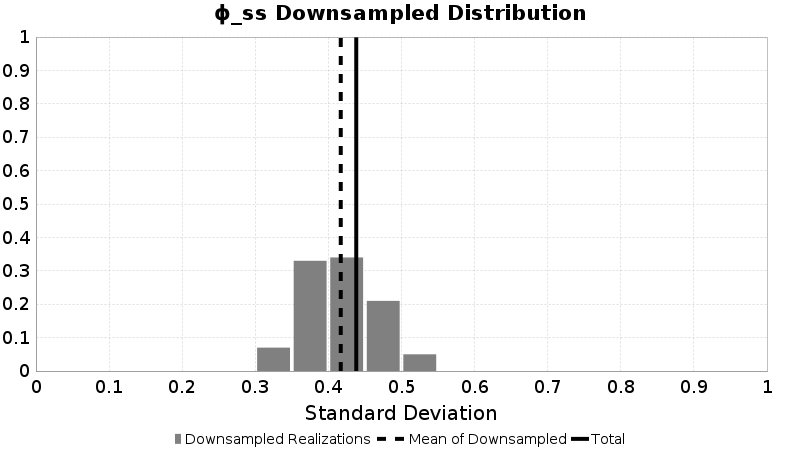 ϕ_ss Downsampled Distribution
1
0.9
0.8
0.7
0.6
0.5
0.4
0.3
0.2
0.1
0
0 0.1 0.2 0.3 0.4 0.5 0.6 0.7 0.8 0.9 1
Standard Deviation
Downsampled Realizations Mean of Downsampled Total